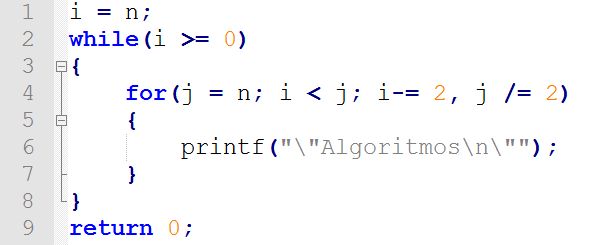 1 i = n;
2 while(i >= 0)
3 {
4 for(j = n; i < j; i-= 2, j /= 2)
5 {
6 printf("\"Algoritmos\n\"");
7 }
8 }
9 return 0;